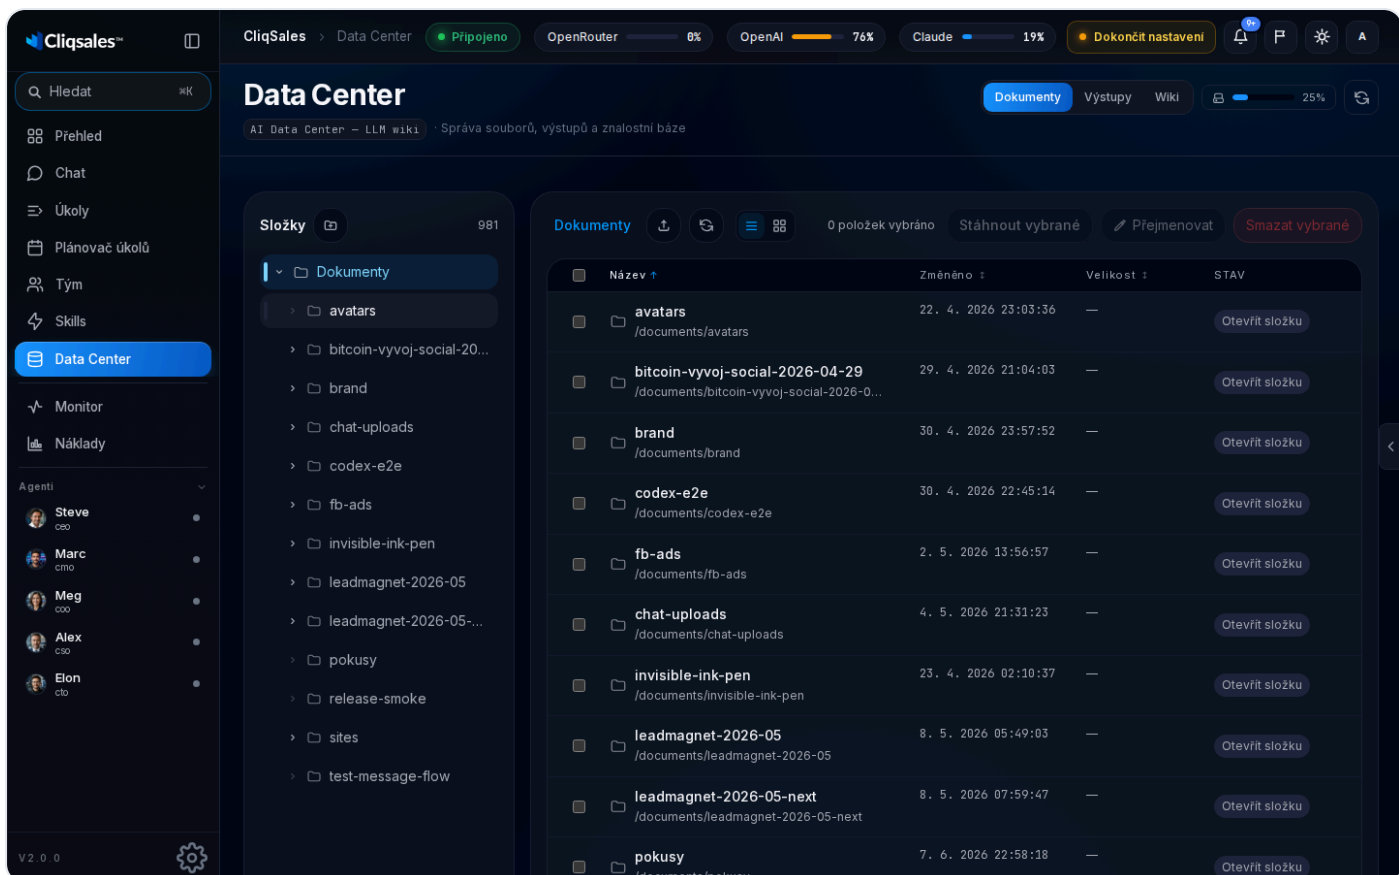 Cliqsales™
Hledat ⌘K
Přehled
Chat
Úkoly
Plánovač úkolů
Tým
Skills
Data Center
Monitor
Náklady
Agenti
Steve
ceo
Marc
cmo
Meg
coo
Alex
cso
Elon
cto
V2.0.0
CliqSales › Data Center Připojeno OpenRouter 0% OpenAI 76% Claude 19% Dokončit nastavení 9+ A
Data Center
AI Data Center — LLM wiki · Správa souborů, výstupů a znalostní báze
Dokumenty Výstupy Wiki 25%
Složky 981
Dokumenty
avatars
bitcoin-vyvoj-social-20...
brand
chat-uploads
codex-e2e
fb-ads
invisible-ink-pen
leadmagnet-2026-05
leadmagnet-2026-05-...
pokusy
release-smoke
sites
test-message-flow
Dokumenty 0 položek vybráno Stáhnout vybrané Přejmenovat Smazat vybrané
Název ↑ Změněno ↕ Velikost ↕ STAV
avatars 22. 4. 2026 23:03:36 — Otevřít složku
/documents/avatars
bitcoin-vyvoj-social-2026-04-29 29. 4. 2026 21:04:03 — Otevřít složku
/documents/bitcoin-vyvoj-social-2026-0...
brand 30. 4. 2026 23:57:52 — Otevřít složku
/documents/brand
codex-e2e 30. 4. 2026 22:45:14 — Otevřít složku
/documents/codex-e2e
fb-ads 2. 5. 2026 13:56:57 — Otevřít složku
/documents/fb-ads
chat-uploads 4. 5. 2026 21:31:23 — Otevřít složku
/documents/chat-uploads
invisible-ink-pen 23. 4. 2026 02:10:37 — Otevřít složku
/documents/invisible-ink-pen
leadmagnet-2026-05 8. 5. 2026 05:49:03 — Otevřít složku
/documents/leadmagnet-2026-05
leadmagnet-2026-05-next 8. 5. 2026 07:59:47 — Otevřít složku
/documents/leadmagnet-2026-05-next
pokusy 7. 6. 2026 22:58:18 — Otevřít složku